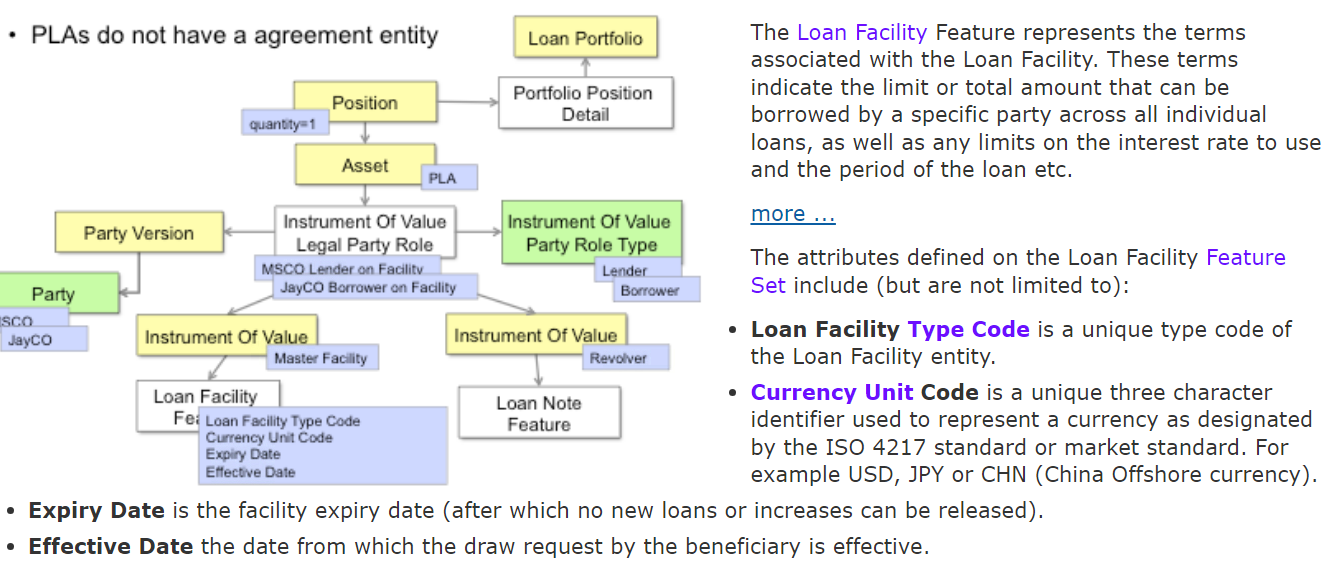 • PLAs do not have a agreement entity
Loan Portfolio
Position
quantity=1
Portfolio Position
Detail
Asset
PLA
Party Version
Instrument Of Value
Legal Party Role
MSCO Lender on Facility
JayCO Borrower on Facility
Instrument Of Value
Party Role Type
Lender
Borrower
Party
JayCO
Instrument Of Value
Master Facility
Instrument Of Value
Revolver
Loan Facility
Loan Facility Type Code
Currency Unit Code
Expiry Date
Effective Date
Loan Note
Feature
The Loan Facility Feature represents the terms
associated with the Loan Facility. These terms
indicate the limit or total amount that can be
borrowed by a specific party across all individual
loans, as well as any limits on the interest rate to use
and the period of the loan etc.
more ...
The attributes defined on the Loan Facility Feature
Set include (but are not limited to):
• Loan Facility Type Code is a unique type code of
the Loan Facility entity.
• Currency Unit Code is a unique three character
identifier used to represent a currency as designated
by the ISO 4217 standard or market standard. For
example USD, JPY or CHN (China Offshore currency).
• Expiry Date is the facility expiry date (after which no new loans or increases can be released).
• Effective Date the date from which the draw request by the beneficiary is effective.